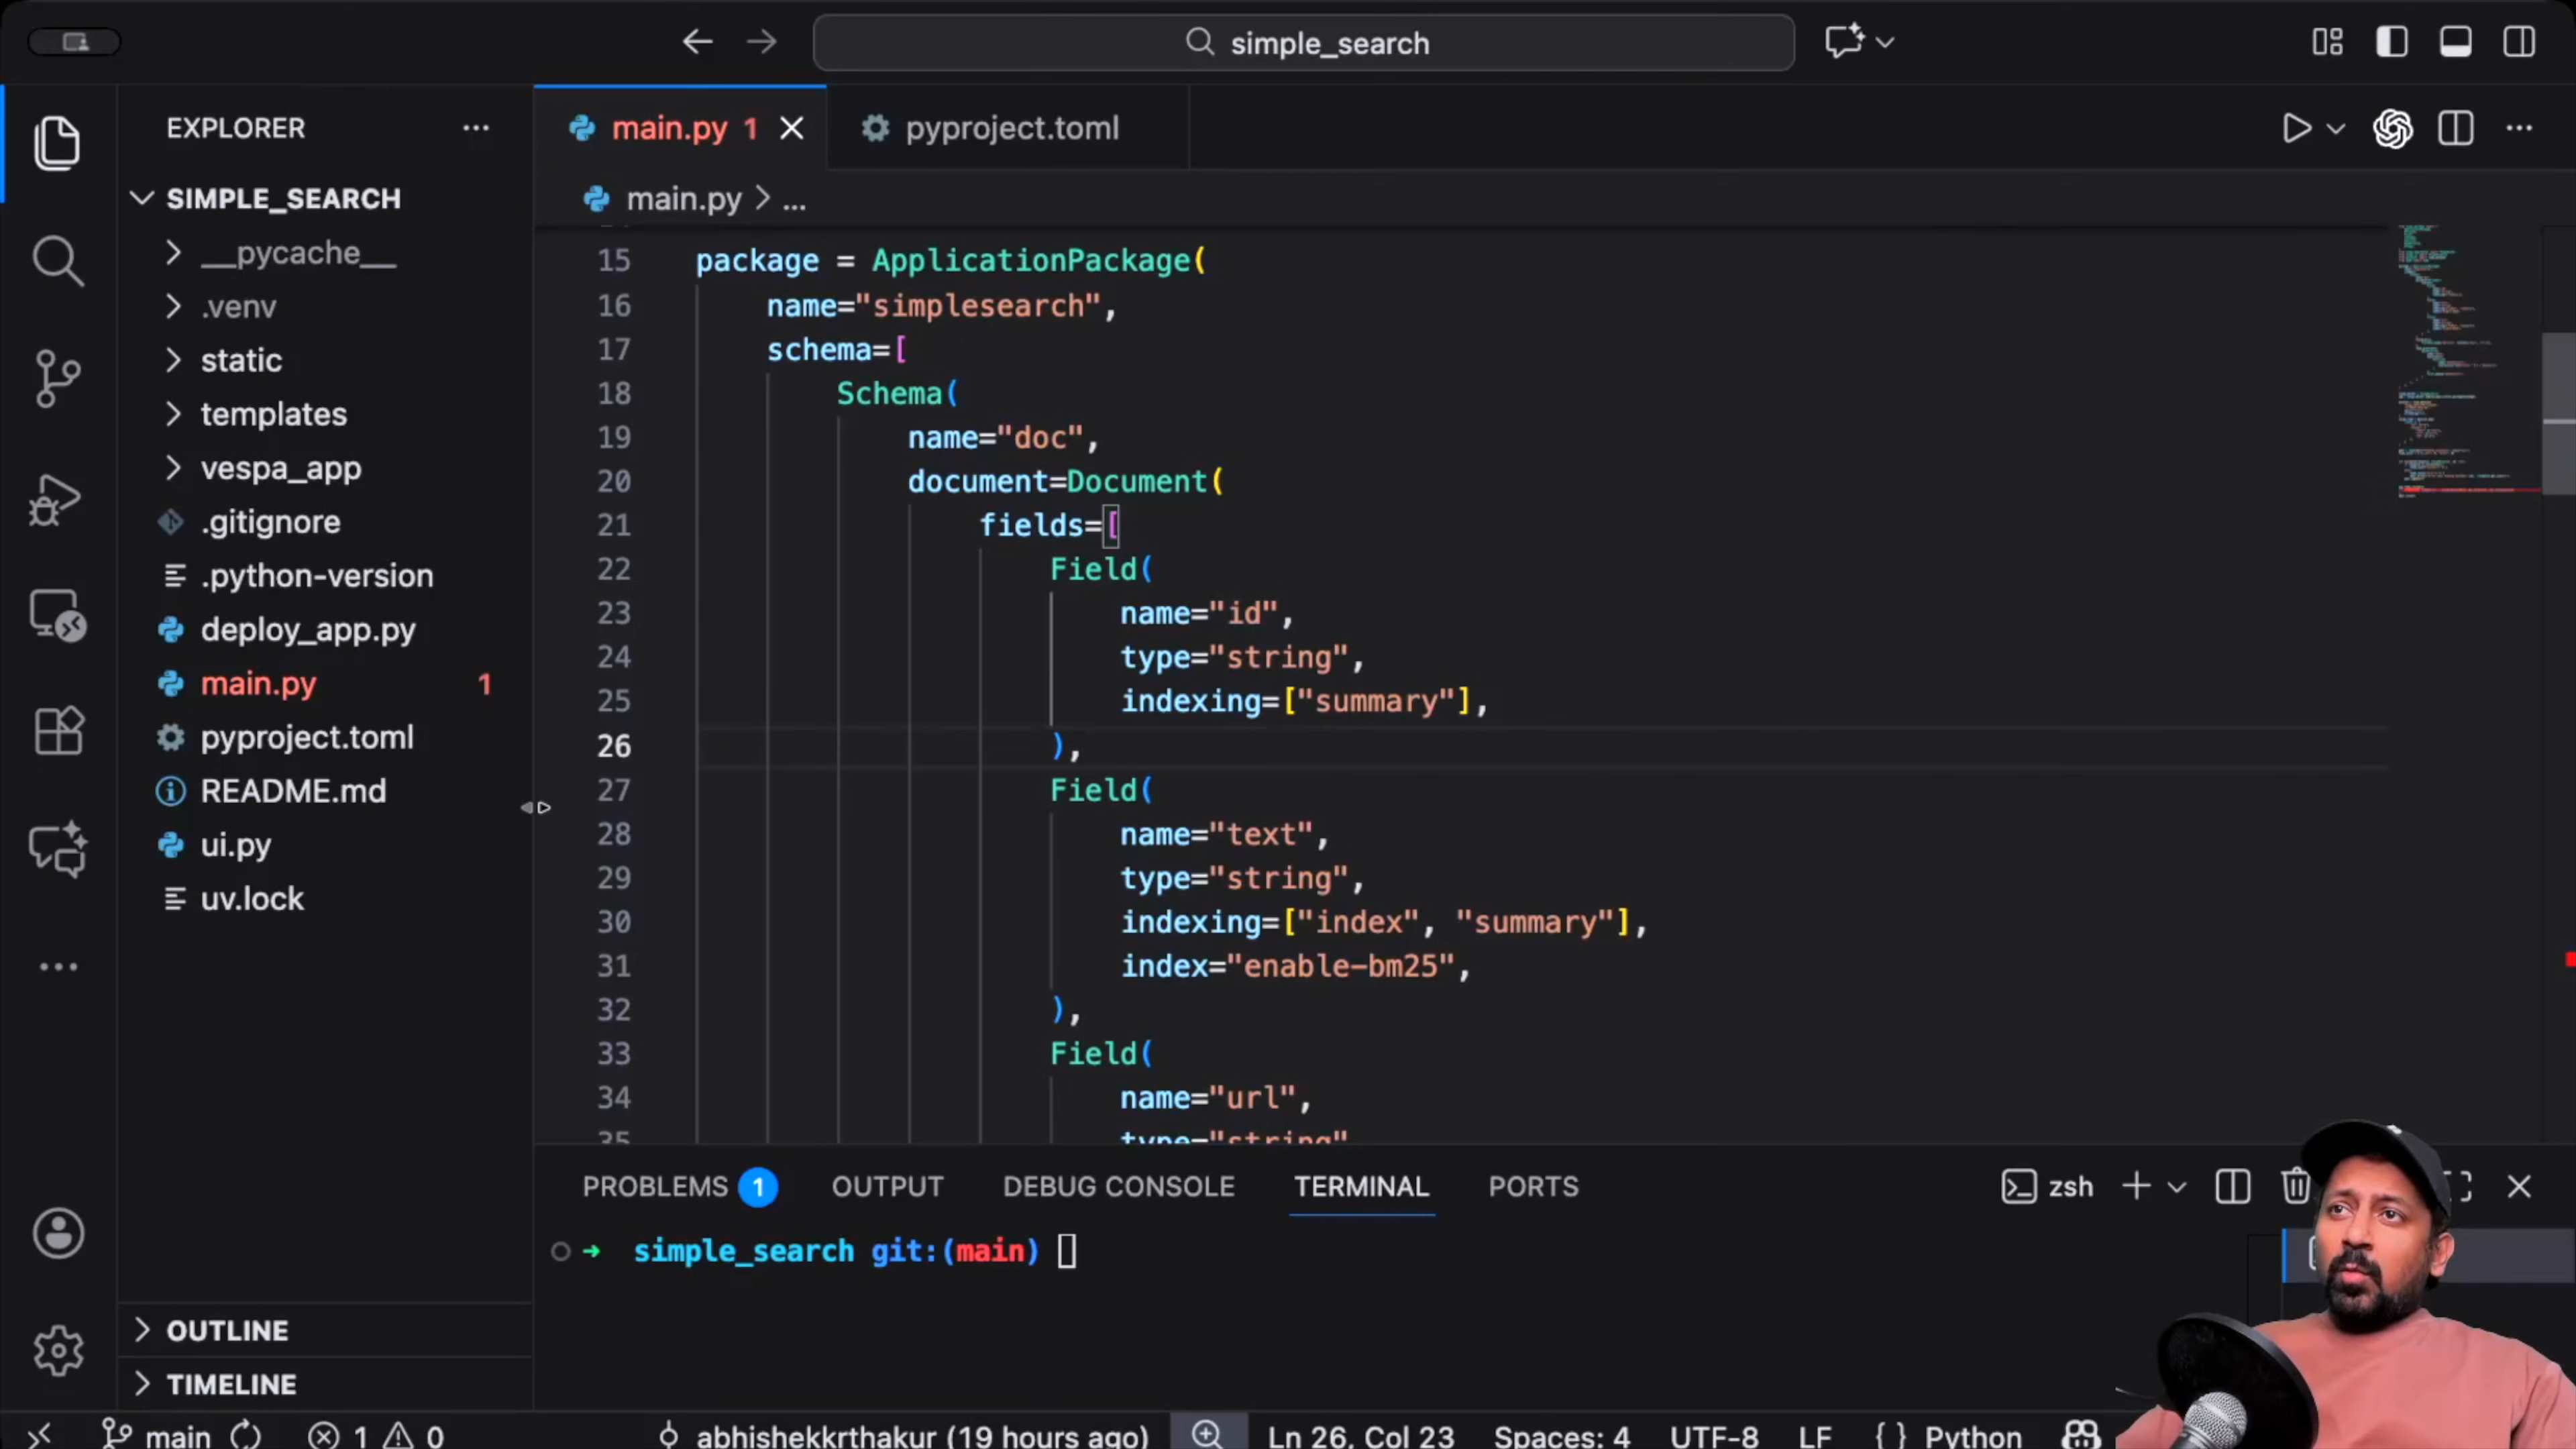 simple_search
EXPLORER
SIMPLE_SEARCH
__pycache__
.venv
static
templates
vespa_app
.gitignore
.python-version
deploy_app.py
main.py 1
pyproject.toml
README.md
ui.py
uv.lock
OUTLINE
TIMELINE
main.py 1
pyproject.toml
main.py > ...
15 package = ApplicationPackage(
16 name="simplesearch",
17 schema=[
18 Schema(
19 name="doc",
20 document=Document(
21 fields=[
22 Field(
23 name="id",
24 type="string",
25 indexing=["summary"],
26 ),
27 Field(
28 name="text",
29 type="string",
30 indexing=["index", "summary"],
31 index="enable-bm25",
32 ),
33 Field(
34 name="url",
35 type="string"
PROBLEMS 1 OUTPUT DEBUG CONSOLE TERMINAL PORTS
zsh
simple_search git:(main)
main 1 0 abhishekkrthakur (19 hours ago) Ln 26, Col 23 Spaces: 4 UTF-8 LF {} Python